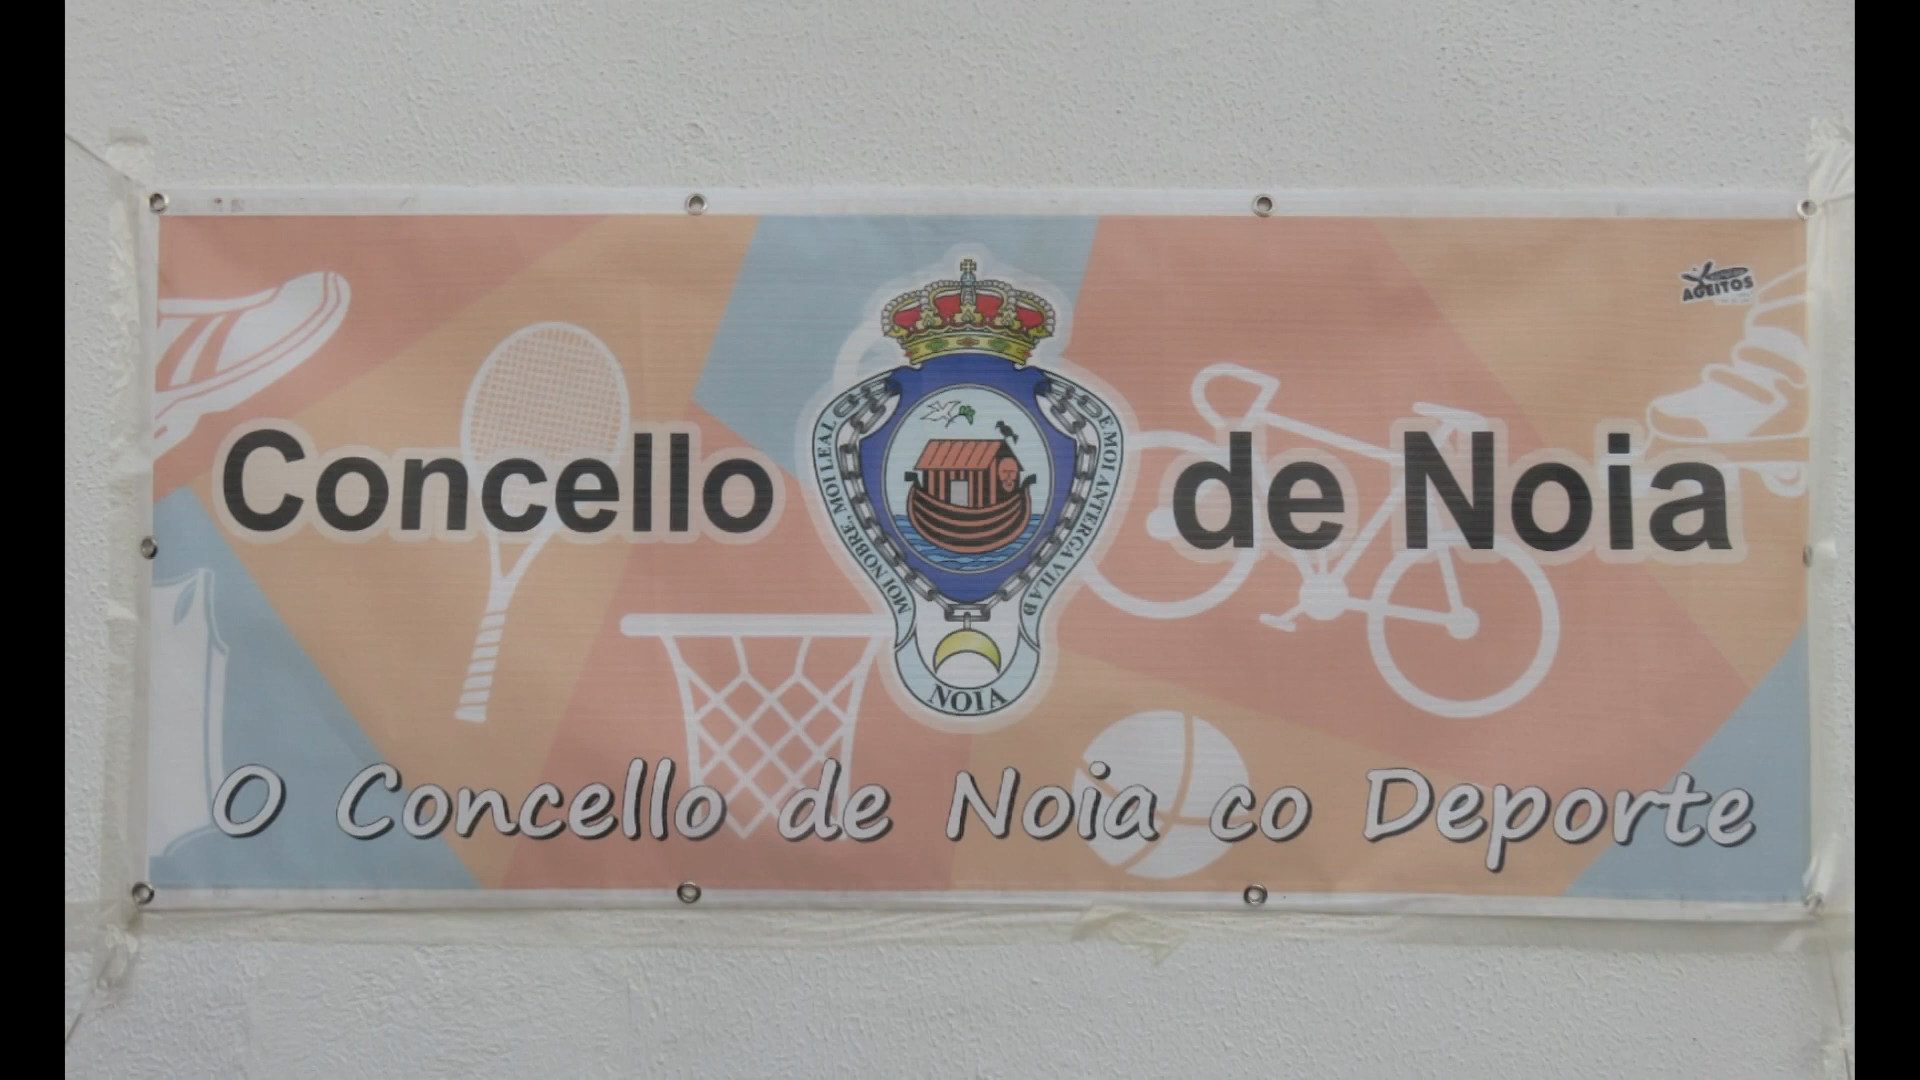 AGEITOS
Concello de Noia
MOI NOBRE, MOI LEAL
E MOI ANTERGA VILA D
NOIA
O Concello de Noia co Deporte